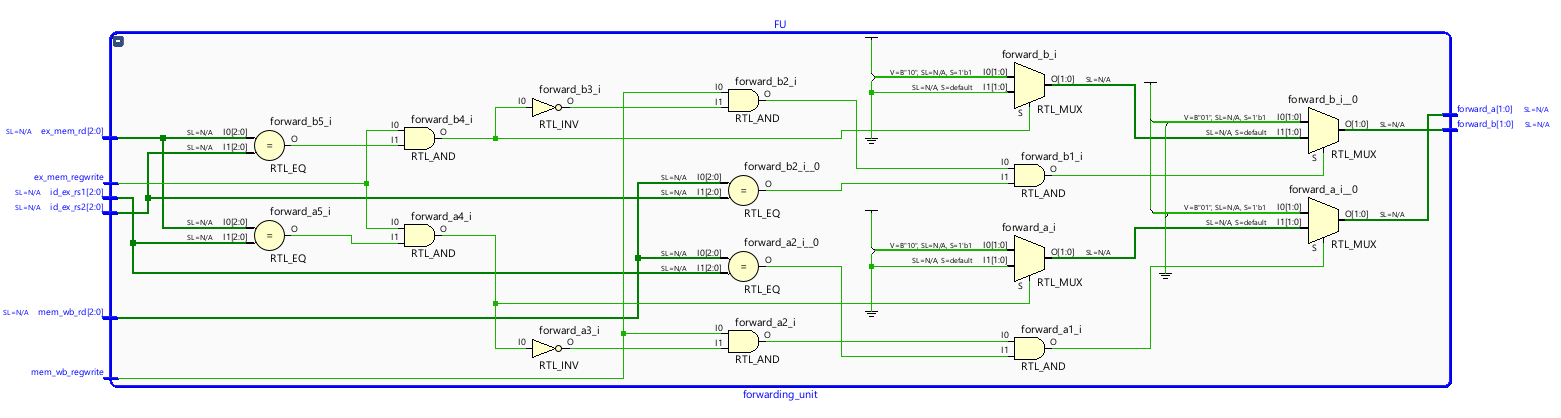 FU
forward_b_i
V=B"10", SL=N/A, S=1'b1 I0[1:0] O[1:0] SL=N/A
SL=N/A, S=default I1[1:0]
S RTL_MUX
forward_b2_i
I0 O
I1
RTL_AND
forward_b3_i
I0 O
RTL_INV
forward_b_i__0
V=B"01", SL=N/A, S=1'b1 I0[1:0] O[1:0] SL=N/A
SL=N/A, S=default I1[1:0]
S RTL_MUX
forward_a[1:0] SL=N/A
forward_b[1:0] SL=N/A
forward_b5_i
SL=N/A ex_mem_rd[2:0] SL=N/A I0[2:0] = O
SL=N/A I1[2:0]
RTL_EQ
forward_b4_i
I0 O
I1
RTL_AND
forward_b2_i__0
SL=N/A I0[2:0] O
SL=N/A I1[2:0] =
RTL_EQ
forward_b1_i
I0 O
I1
RTL_AND
ex_mem_regwrite
SL=N/A id_ex_rs1[2:0]
SL=N/A id_ex_rs2[2:0]
forward_a5_i
SL=N/A I0[2:0] = O
SL=N/A I1[2:0]
RTL_EQ
forward_a4_i
I0 O
I1
RTL_AND
forward_a_i__0
V=B"01", SL=N/A, S=1'b1 I0[1:0] O[1:0] SL=N/A
SL=N/A, S=default I1[1:0]
S RTL_MUX
forward_a_i
V=B"10", SL=N/A, S=1'b1 I0[1:0] O[1:0] SL=N/A
SL=N/A, S=default I1[1:0]
S RTL_MUX
forward_a2_i__0
SL=N/A I0[2:0] O
SL=N/A I1[2:0] =
RTL_EQ
SL=N/A mem_wb_rd[2:0]
forward_a3_i
I0 O
RTL_INV
forward_a2_i
I0 O
I1
RTL_AND
forward_a1_i
I0 O
I1
RTL_AND
mem_wb_regwrite
forwarding_unit